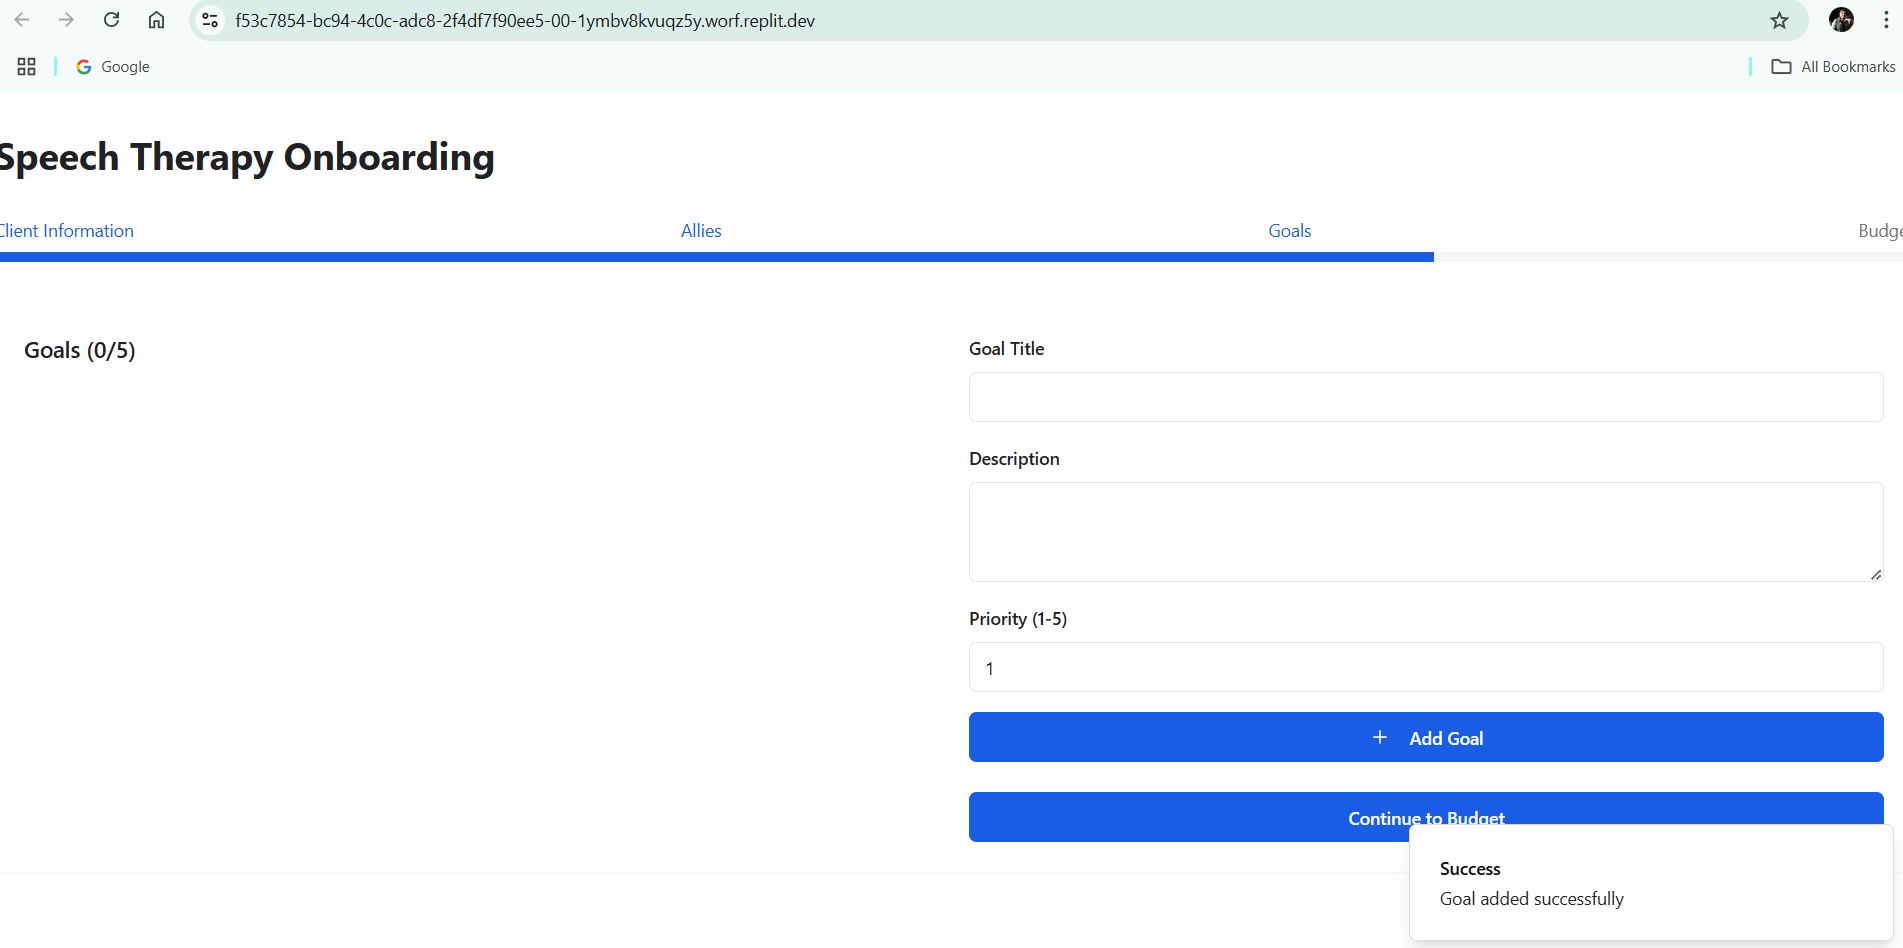 f53c7854-bc94-4c0c-adc8-2f4df7f90ee5-00-1ymbv8kvuqz5y.worf.replit.dev
Google
All Bookmarks
Speech Therapy Onboarding
Client Information
Allies
Goals
Budge
Goals (0/5)
Goal Title
Description
Priority (1-5)
1
+ Add Goal
Continue to Budget
Success
Goal added successfully